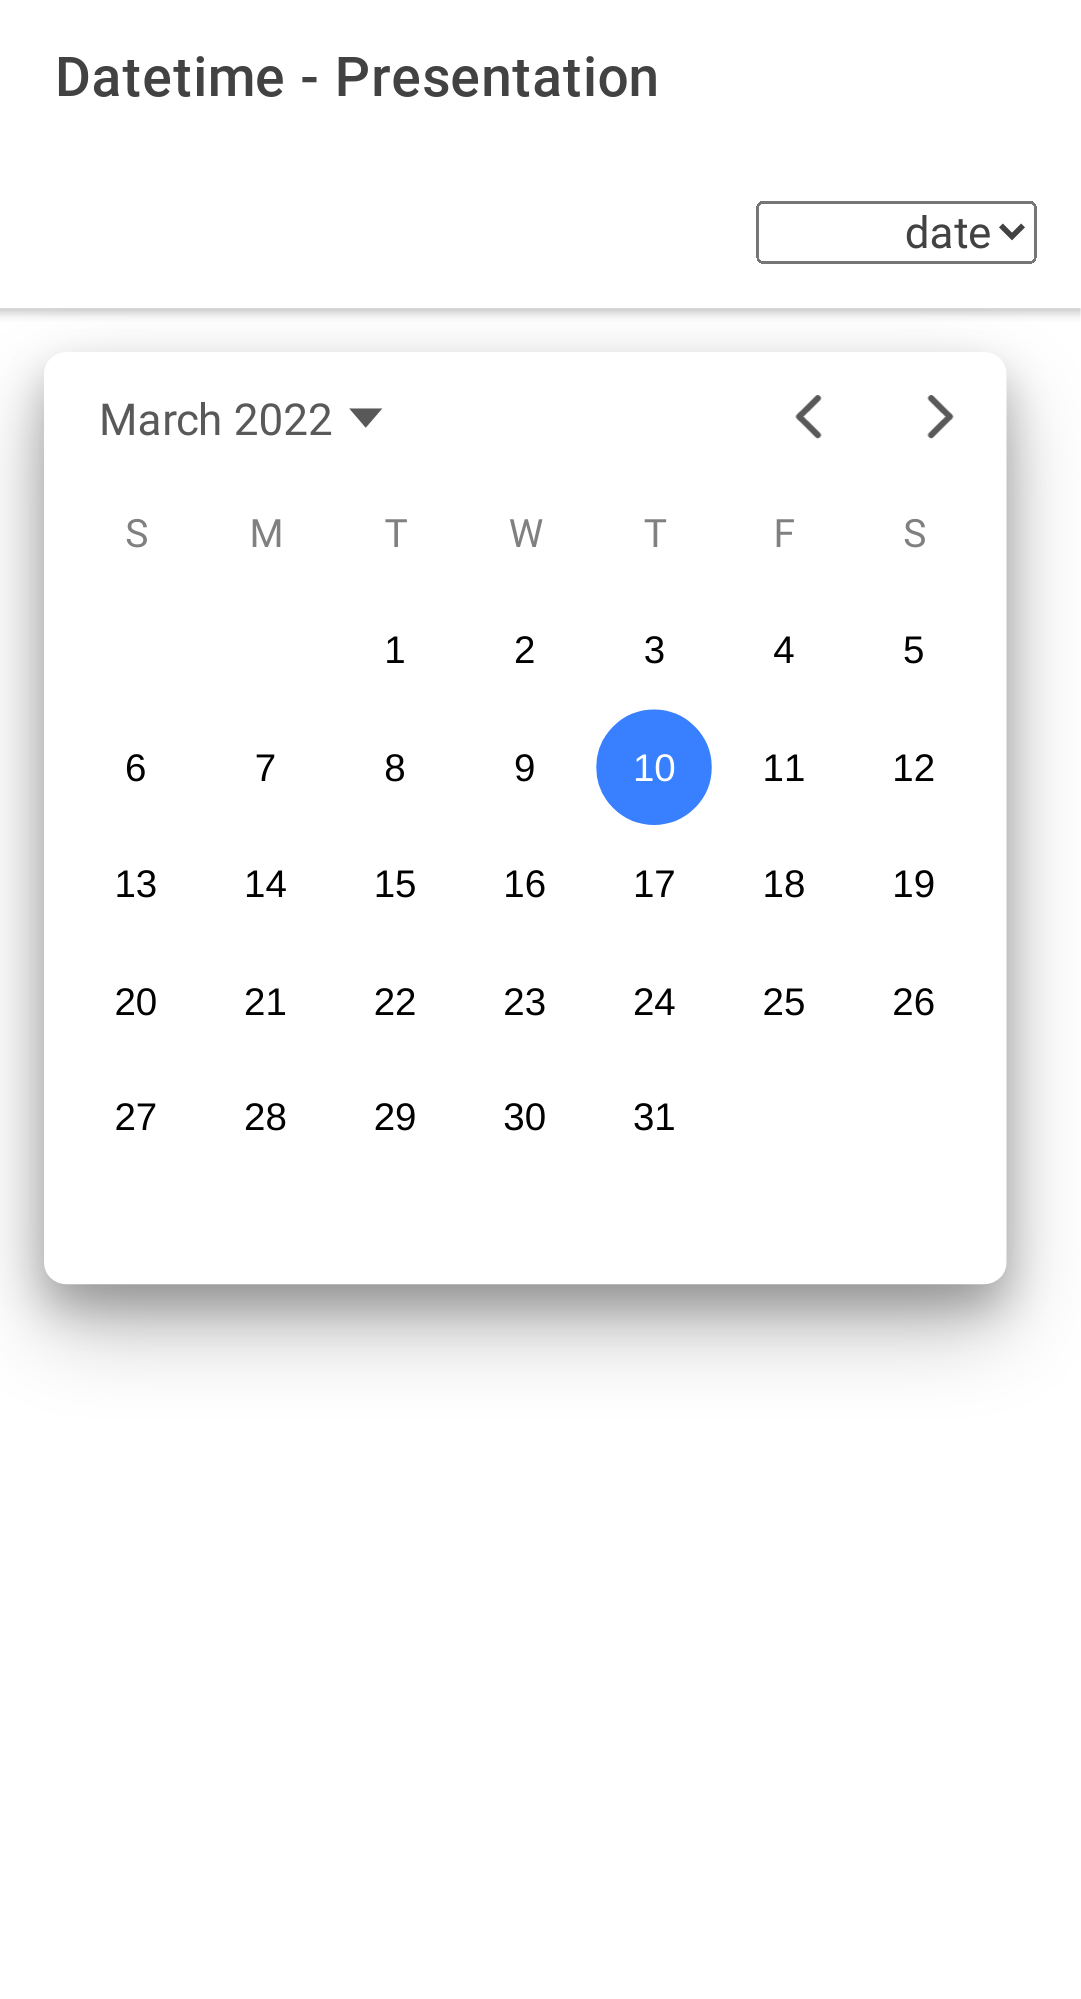 Datetime - Presentation
date
March 2022
S M T W T F S
1 2 3 4 5
6 7 8 9 10 11 12
13 14 15 16 17 18 19
20 21 22 23 24 25 26
27 28 29 30 31